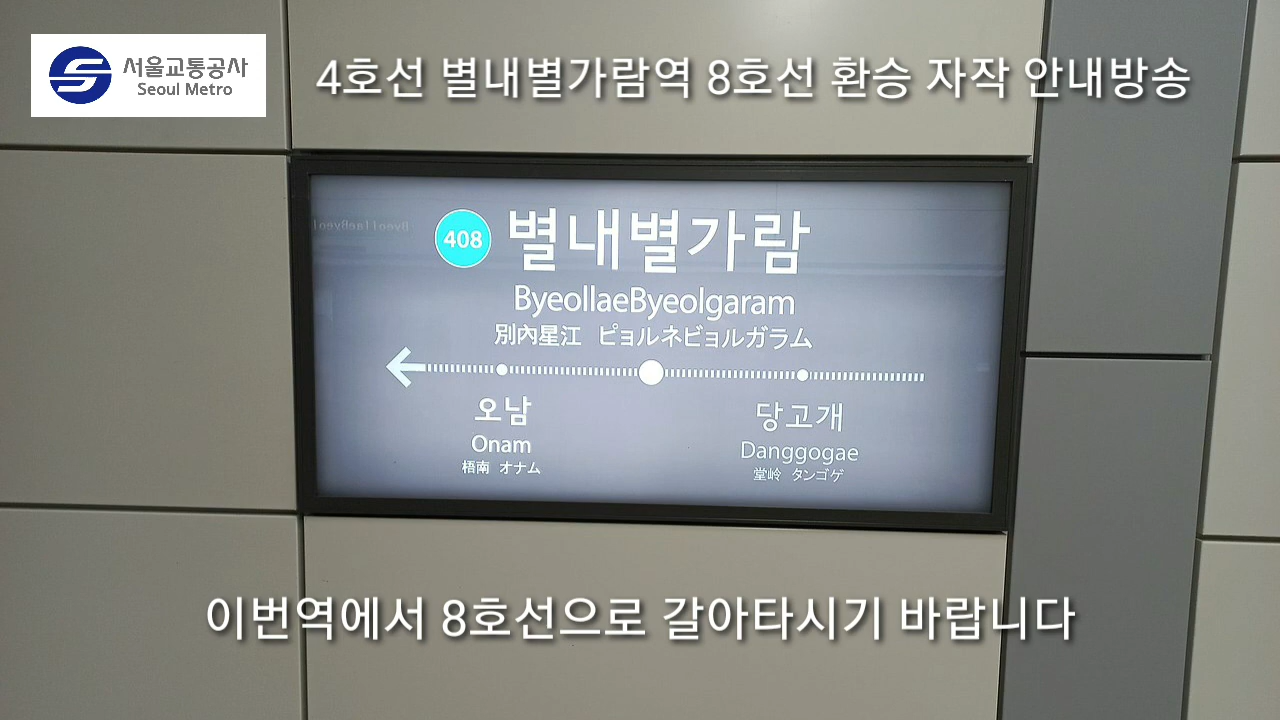 서울교통공사
Seoul Metro
4호선 별내별가람역 8호선 환승 자작 안내방송
408 별내별가람
ByeollaeByeolgaram
別內星江 ピョルネビョルガラム
오남 당고개
Onam Danggogae
梧南 オナム 堂岭 タンゴゲ
이번역에서 8호선으로 갈아타시기 바랍니다